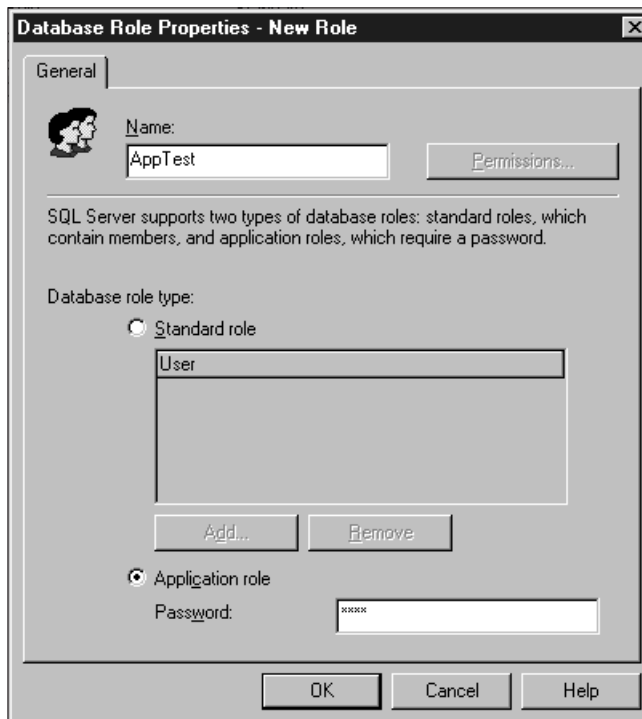 Database Role Properties - New Role
General
Name:
AppTest
Permissions...
SQL Server supports two types of database roles: standard roles, which
contain members, and application roles, which require a password.
Database role type:
Standard role
User
Add...
Remove
Application role
Password:
****
OK
Cancel
Help